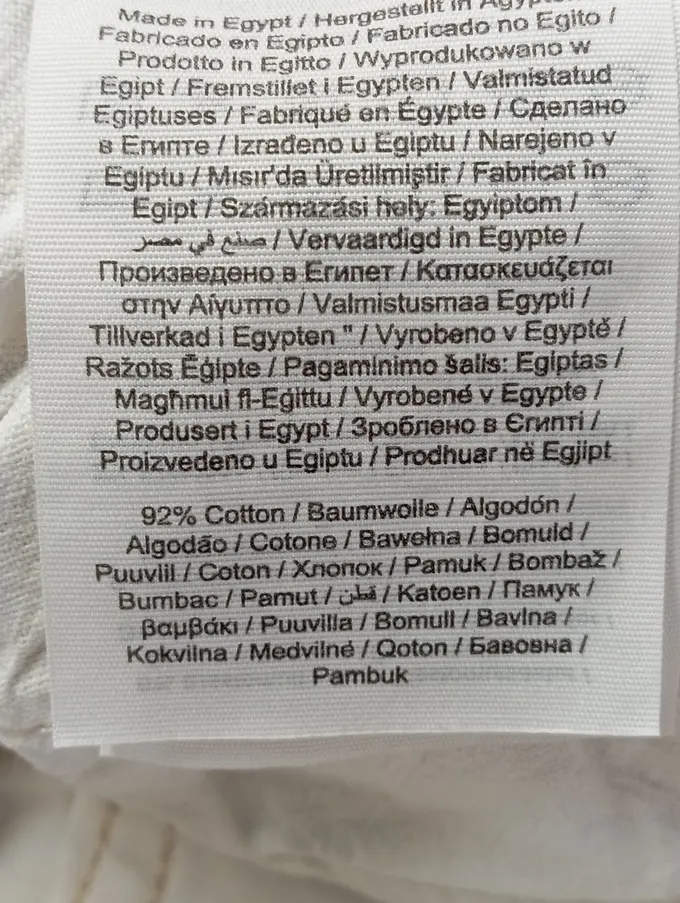 Made in Egypt / Hergestellt in
Fabricado en Egipto / Fabricado no Egito /
Prodotto in Egitto / Wyprodukowano w
Egipt / Fremstillet i Egypten / Valmistatud
Egiptuses / Fabriqué en Égypte / Сделано
в Египте / Izrađeno u Egiptu / Narejeno v
Egiptu / Mısır'da Üretilmiştir / Fabricat în
Egipt / Származási hely: Egyiptom /
صنع في مصر / Vervaardigd in Egypte /
Произведено в Египет / Κατασκευάζεται
στην Αίγυπτο / Valmistusmaa Egypti /
Tillverkad i Egypten " / Vyrobeno v Egyptě /
Ražots Ēģipte / Pagaminimo šalis: Egiptas /
Magħmul fl-Eġittu / Vyrobené v Egypte /
Produsert i Egypt / Зроблено в Єгипті /
Proizvedeno u Egiptu / Prodhuar në Egjipt
92% Cotton / Baumwolle / Algodón /
Algodão / Cotone / Bawełna / Bomuld /
Puuvill / Coton / Хлопок / Pamuk / Bombaž /
Bumbac / Pamut / قطن / Katoen / Памук /
βαμβάκι / Puuvilla / Bomull / Bavlna /
Kokvilna / Medvilnė / Qoton / Бавовна /
Pambuk